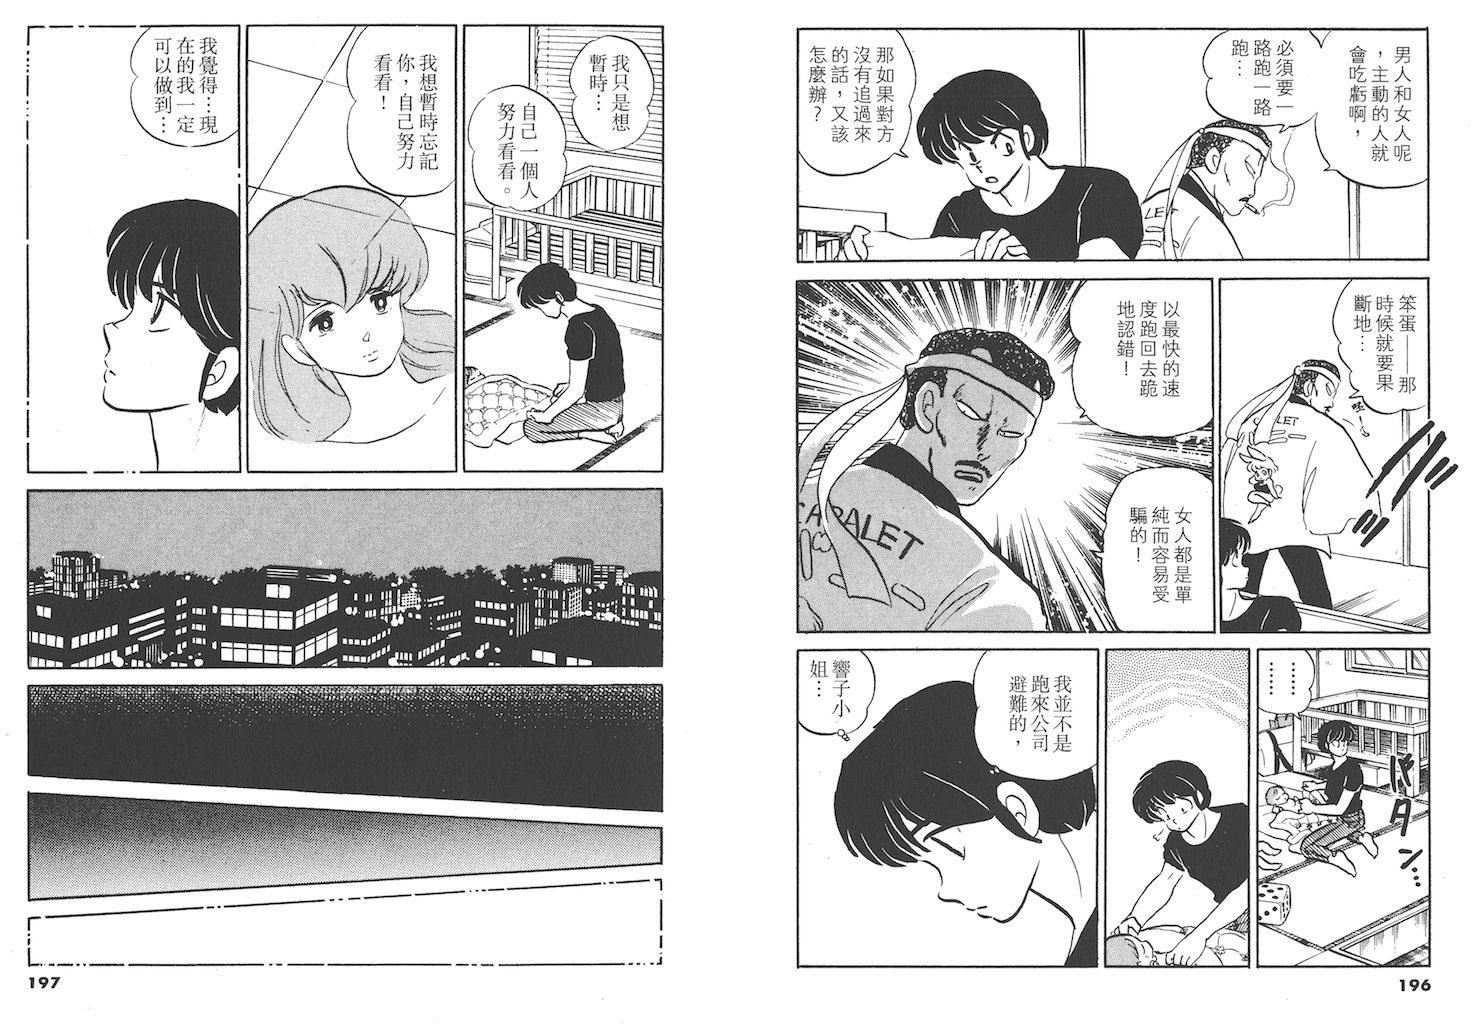 男人和女人呢
，主動的人就
會吃虧啊，
必須要一
路跑一路
跑…
那如果對方
沒有追過來
的話，又該
怎麼辦？
LET
笨蛋──那
時候就要果
斷地…
LET
以最快的速
度跑回去跪
地認錯！
女人都是單
純而容易受
騙的！
CABALET
……
……
バタン…
我並不是
跑來公司
避難的，
響子小
姐…
196
我只是想
暫時…
自己一個人
努力看看。
我想暫時忘記
你，自己努力
看看！
我覺得…現
在的我一定
可以做到…
197